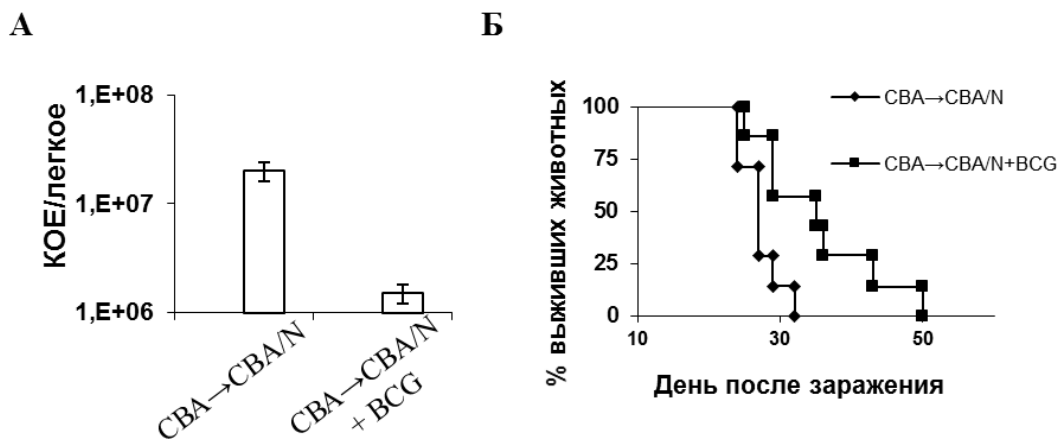 А
КОЕ/легкое
1,E+08
1,E+07
1,E+06
CBA→CBA/N
CBA→CBA/N
+ BCG
Б
% выживших животных
100
75
50
25
0
10
30
50
День после заражения
CBA→CBA/N
CBA→CBA/N+BCG